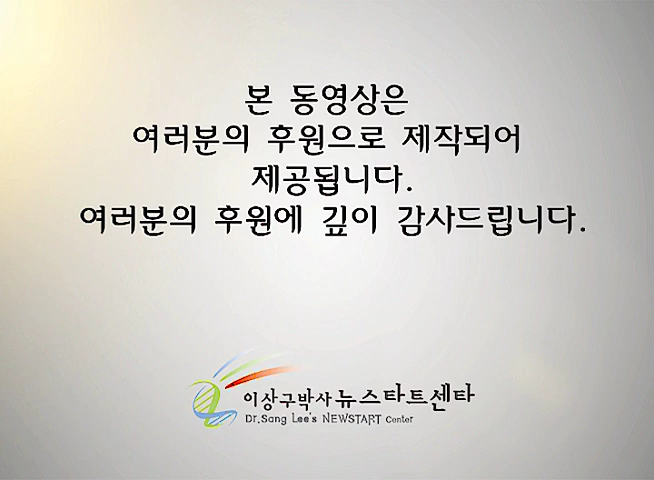 본 동영상은
여러분의 후원으로 제작되어
제공됩니다.
여러분의 후원에 깊이 감사드립니다.
이상구박사뉴스타트센타
Dr.Sang Lee's NEWSTART Center